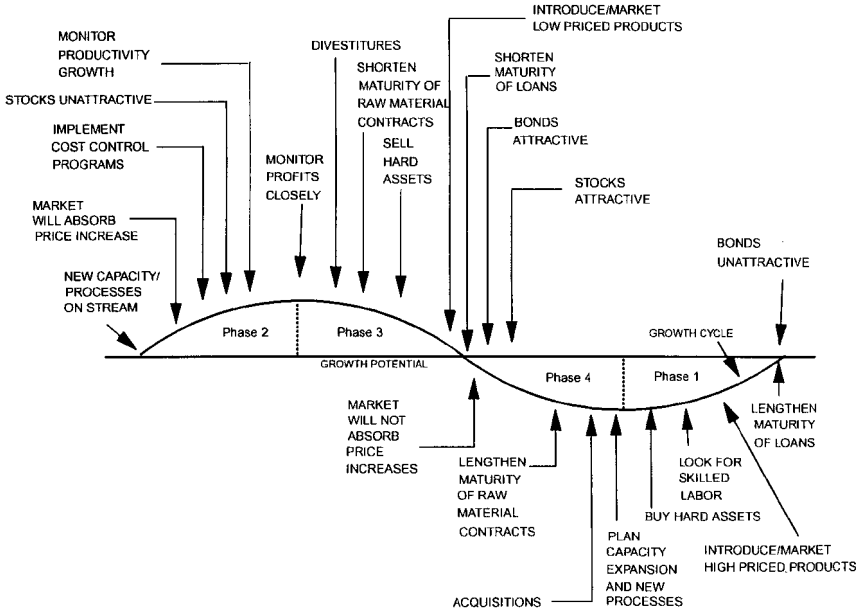 INTRODUCE/MARKET
LOW PRICED PRODUCTS
MONITOR
PRODUCTIVITY
GROWTH
DIVESTITURES
SHORTEN
MATURITY
OF LOANS
SHORTEN
MATURITY OF
RAW MATERIAL
CONTRACTS
STOCKS UNATTRACTIVE
BONDS
ATTRACTIVE
IMPLEMENT
COST CONTROL
PROGRAMS
SELL
HARD
ASSETS
MONITOR
PROFITS
CLOSELY
STOCKS
ATTRACTIVE
MARKET
WILL ABSORB
PRICE INCREASE
BONDS
UNATTRACTIVE
NEW CAPACITY/
PROCESSES
ON STREAM
Phase 2
Phase 3
GROWTH CYCLE
GROWTH POTENTIAL
Phase 4
Phase 1
MARKET
WILL NOT
ABSORB
PRICE
INCREASES
LENGTHEN
MATURITY
OF LOANS
LENGTHEN
MATURITY
OF RAW
MATERIAL
CONTRACTS
LOOK FOR
SKILLED
LABOR
BUY HARD ASSETS
PLAN
CAPACITY
EXPANSION
AND NEW
PROCESSES
INTRODUCE/MARKET
HIGH PRICED PRODUCTS
ACQUISITIONS